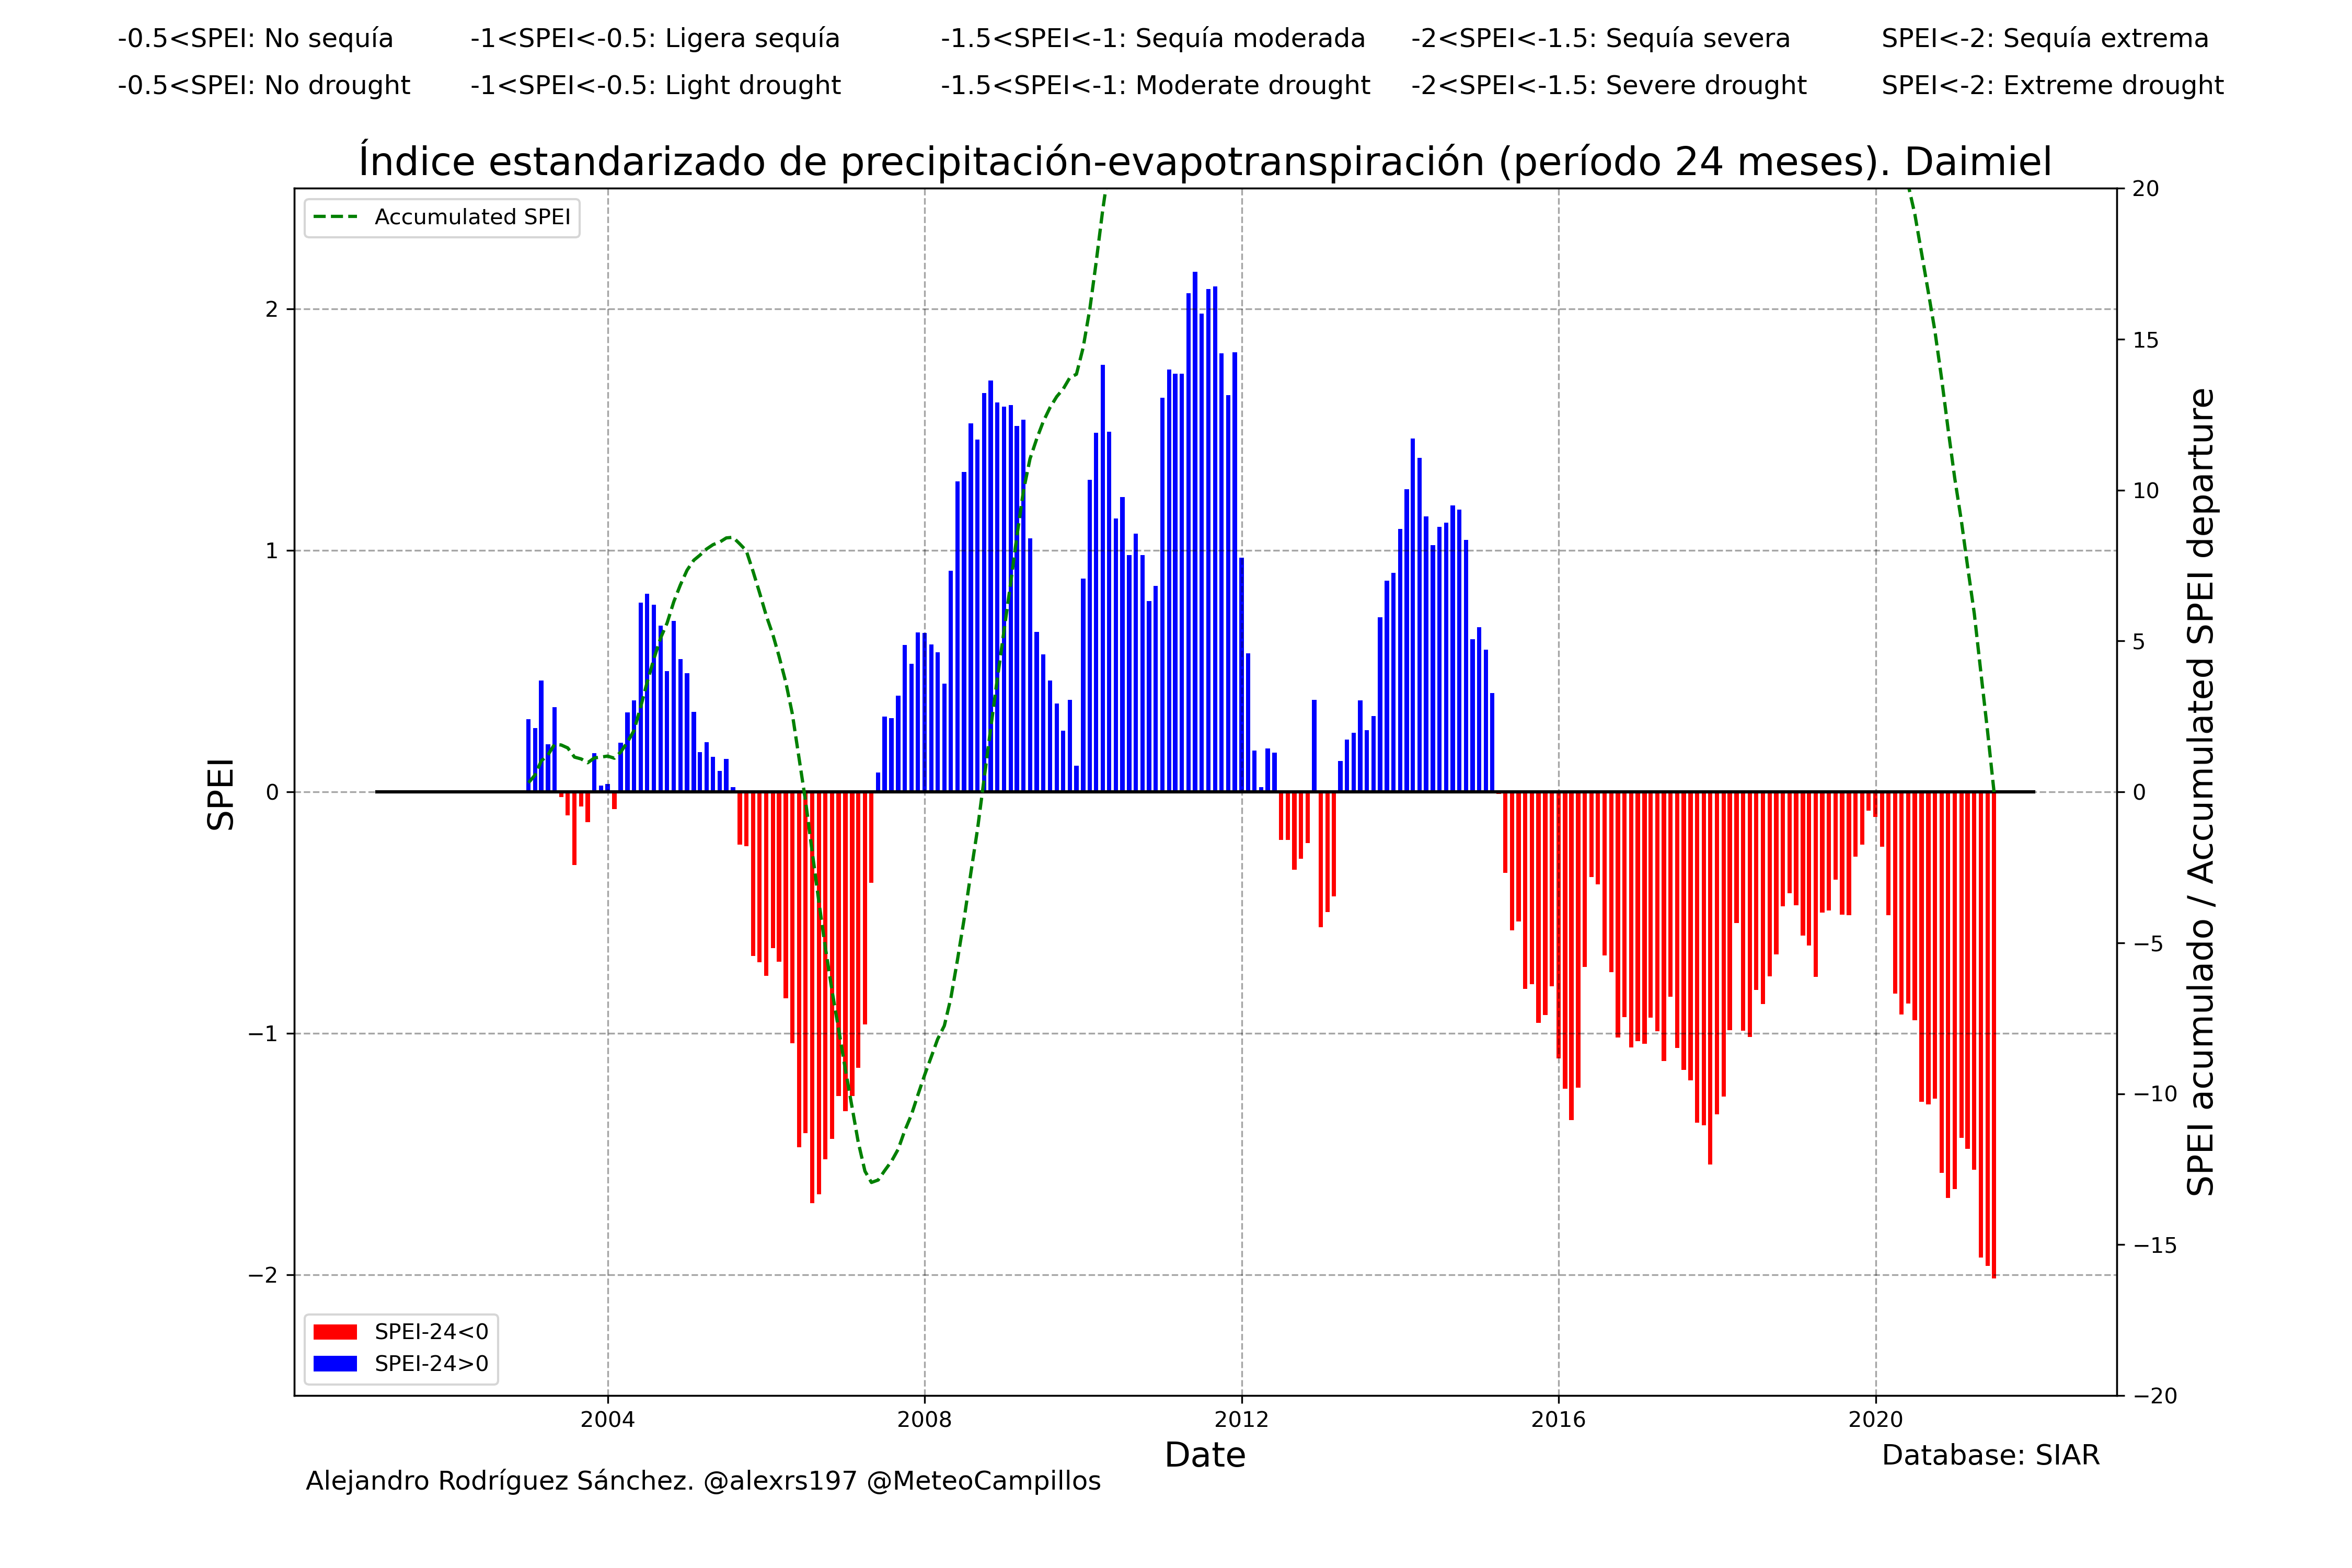 -0.5<SPEI: No sequía -1<SPEI<-0.5: Ligera sequía -1.5<SPEI<-1: Sequía moderada -2<SPEI<-1.5: Sequía severa SPEI<-2: Sequía extrema
-0.5<SPEI: No drought -1<SPEI<-0.5: Light drought -1.5<SPEI<-1: Moderate drought -2<SPEI<-1.5: Severe drought SPEI<-2: Extreme drought
Índice estandarizado de precipitación-evapotranspiración (período 24 meses). Daimiel
Accumulated SPEI
SPEI
2
1
0
−1
−2
20
15
10
5
0
−5
−10
−15
−20
SPEI acumulado / Accumulated SPEI departure
SPEI-24<0
SPEI-24>0
2004 2008 2012 2016 2020
Date
Database: SIAR
Alejandro Rodríguez Sánchez. @alexrs197 @MeteoCampillos